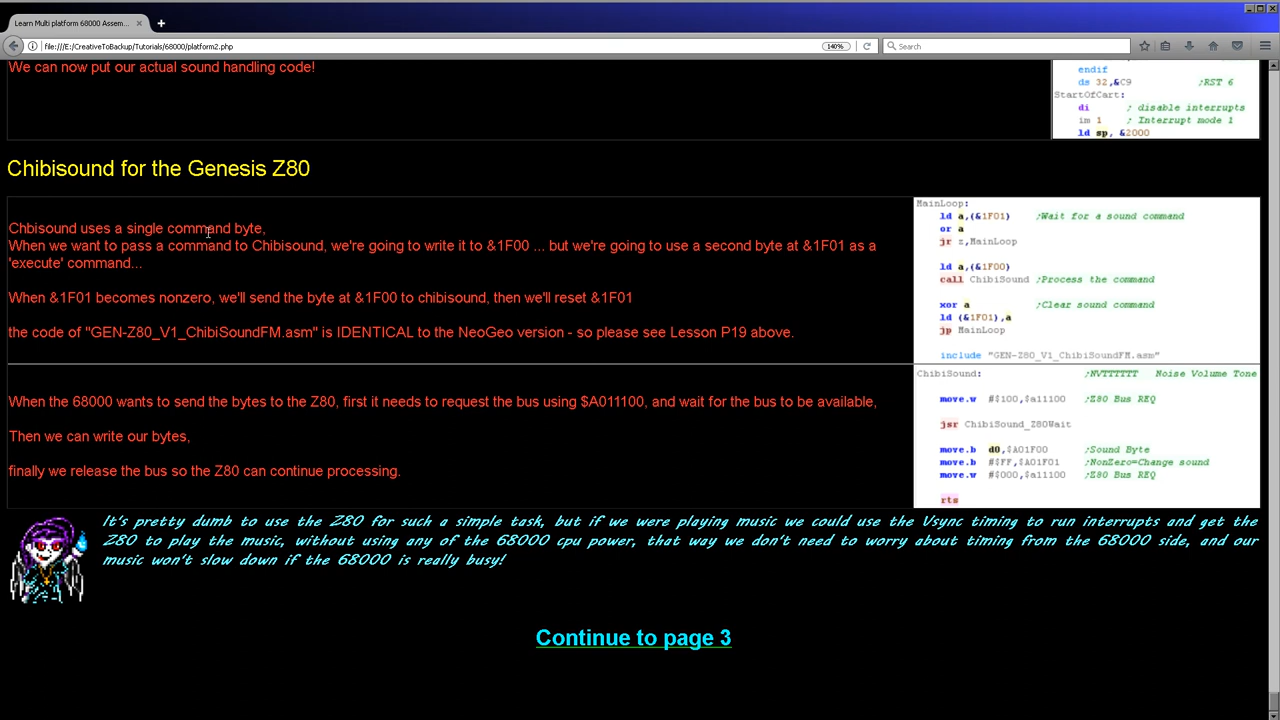 Learn Multi platform 68000 Assem...
file:///E:/CreativeToBackup/Tutorials/68000/platform2.php
140%
Search
We can now put our actual sound handling code!
endif
ds 32,&C9 ;RST 6
StartOfCart:
di ; disable interrupts
im 1 ; Interrupt mode 1
ld sp, &2000
Chibisound for the Genesis Z80
Chbisound uses a single command byte,
When we want to pass a command to Chibisound, we're going to write it to &1F00 ... but we're going to use a second byte at &1F01 as a
'execute' command...
When &1F01 becomes nonzero, we'll send the byte at &1F00 to chibisound, then we'll reset &1F01
the code of "GEN-Z80_V1_ChibiSoundFM.asm" is IDENTICAL to the NeoGeo version - so please see Lesson P19 above.
MainLoop:
ld a,(&1F01) ;Wait for a sound command
or a
jr z,MainLoop
ld a,(&1F00)
call ChibiSound ;Process the command
xor a ;Clear sound command
ld (&1F01),a
jp MainLoop
include "GEN-Z80_V1_ChibiSoundFM.asm"
When the 68000 wants to send the bytes to the Z80, first it needs to request the bus using $A011100, and wait for the bus to be available,
Then we can write our bytes,
finally we release the bus so the Z80 can continue processing.
ChibiSound: ;NVTTTTTT Noise Volume Tone
move.w #$100,$a11100 ;Z80 Bus REQ
jsr ChibiSound_Z80Wait
move.b d0,$A01F00 ;Sound Byte
move.b #$FF,$A01F01 ;NonZero=Change sound
move.w #$000,$a11100 ;Z80 Bus REQ
rts
It's pretty dumb to use the Z80 for such a simple task, but if we were playing music we could use the Vsync timing to run interrupts and get the
Z80 to play the music, without using any of the 68000 cpu power, that way we don't need to worry about timing from the 68000 side, and our
music won't slow down if the 68000 is really busy!
Continue to page 3